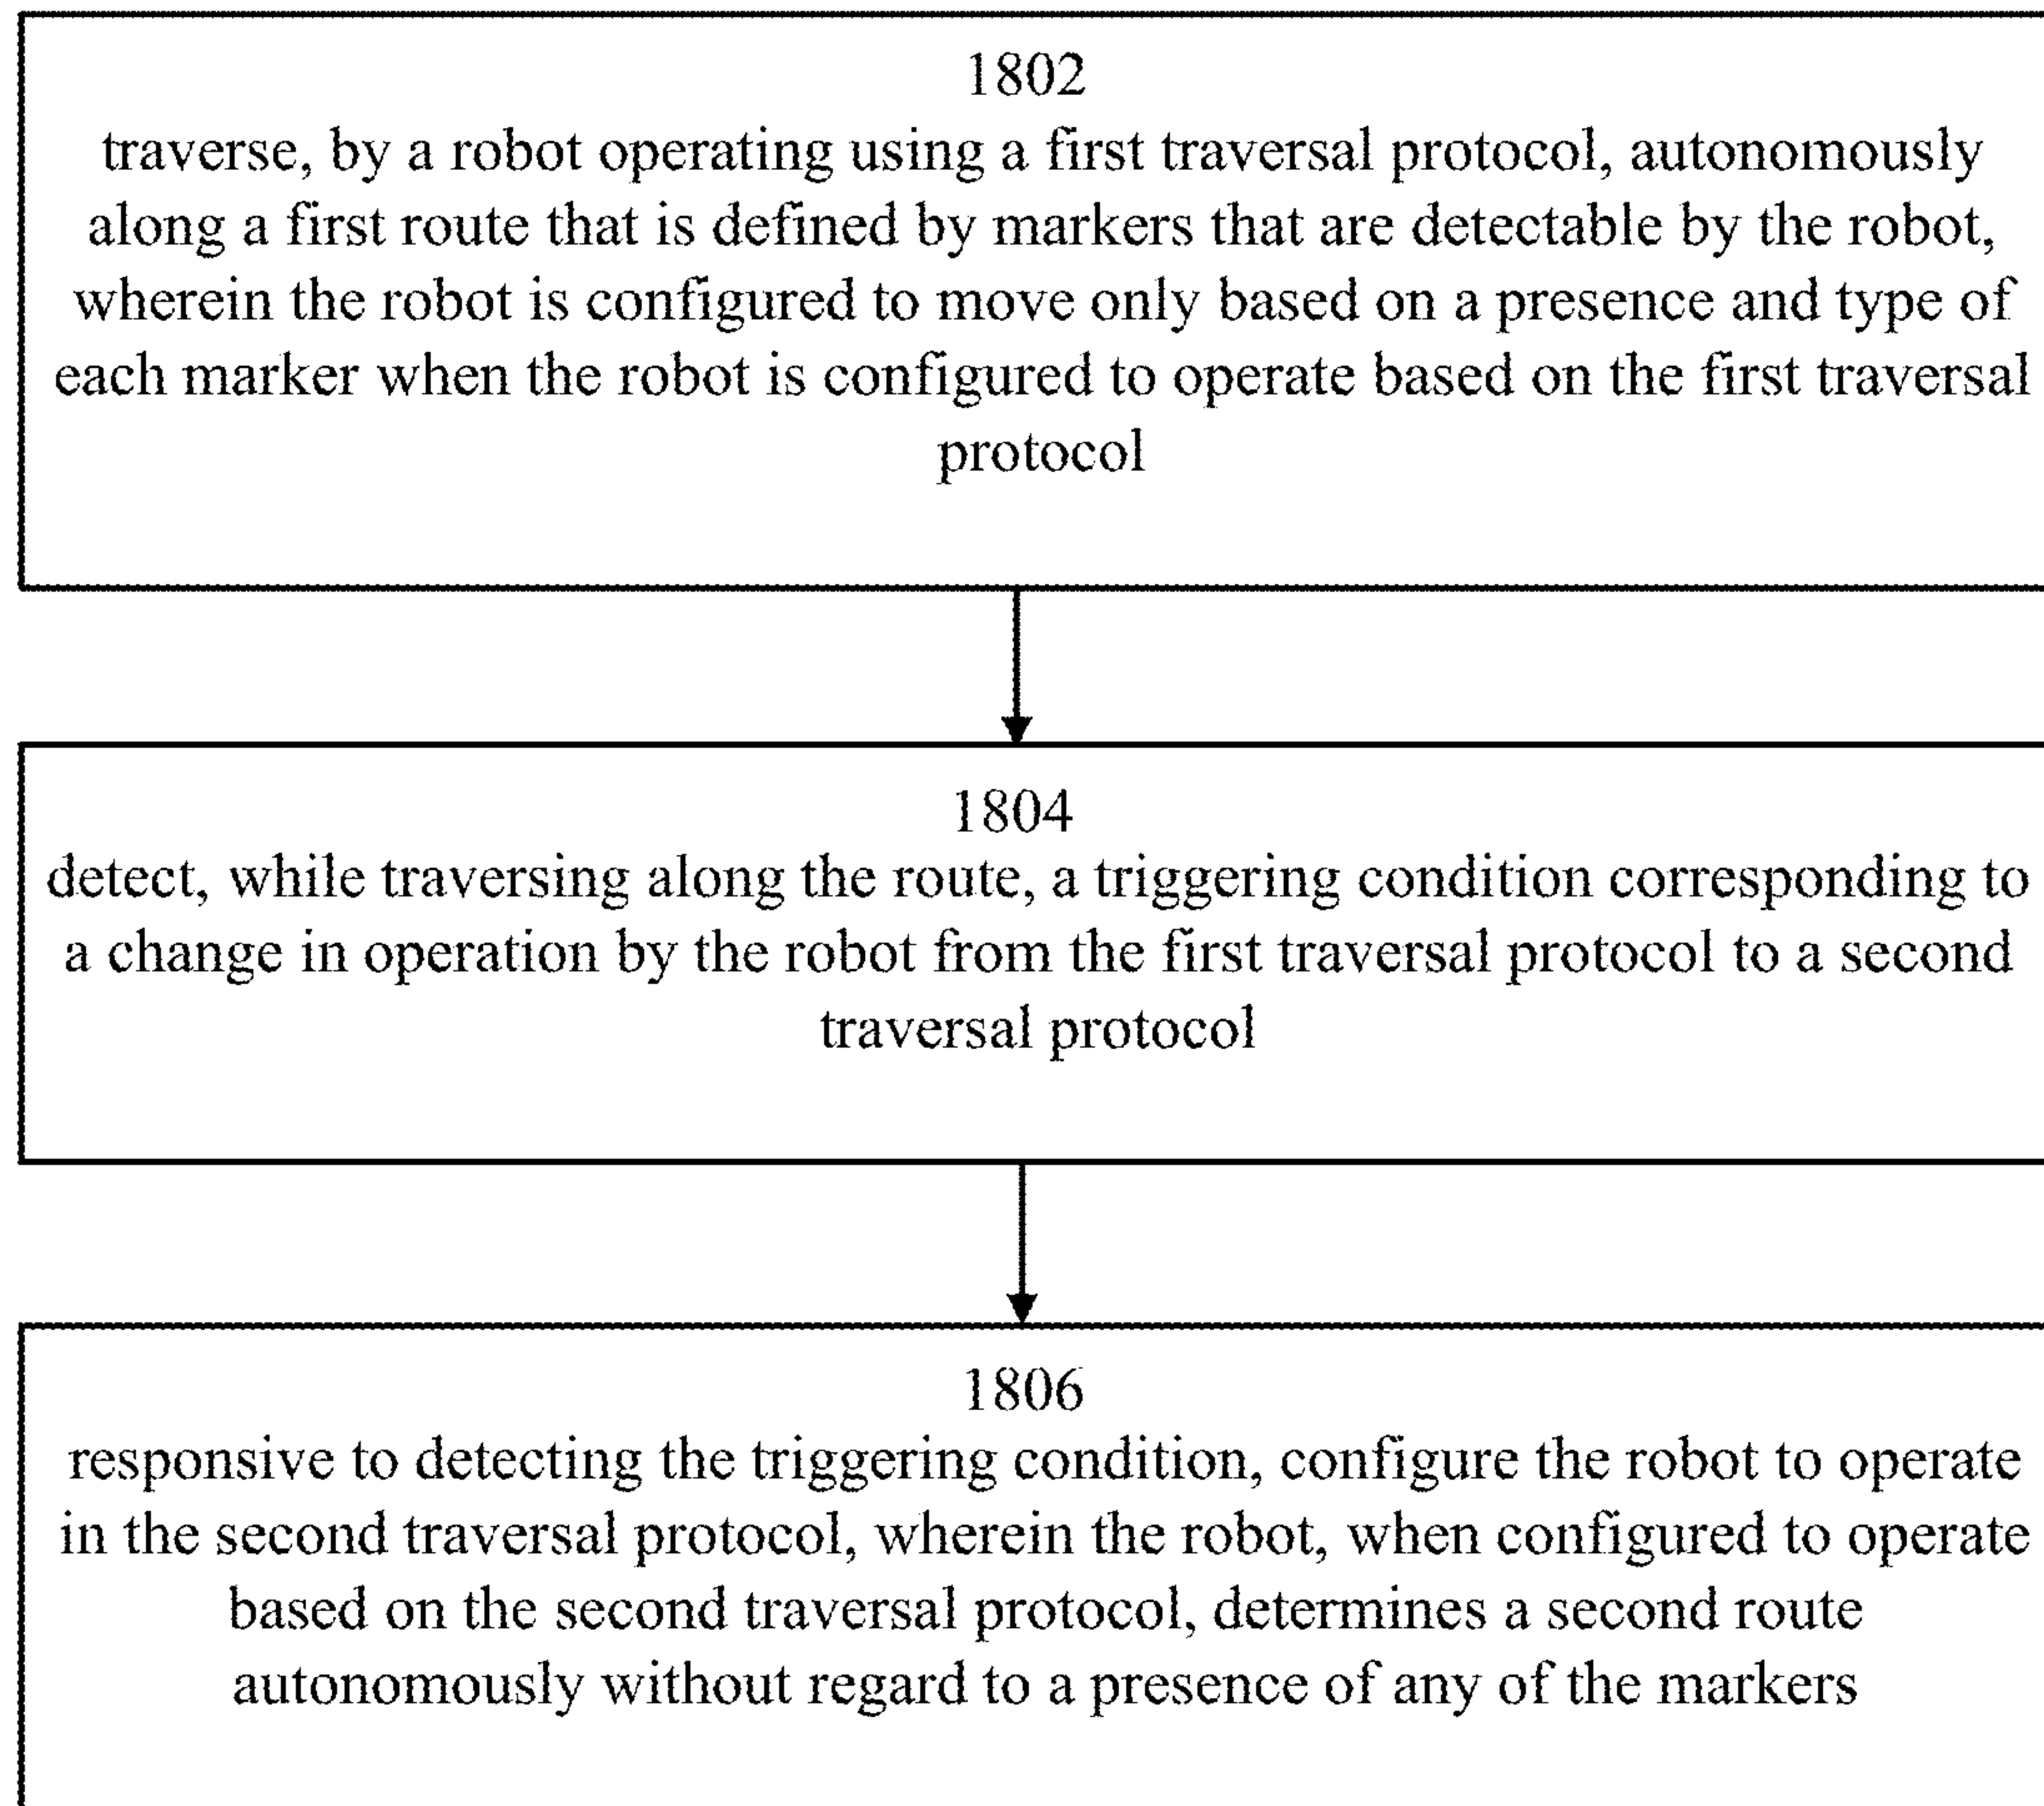 1802
traverse, by a robot operating using a first traversal protocol, autonomously
along a first route that is defined by markers that are detectable by the robot,
wherein the robot is configured to move only based on a presence and type of
each marker when the robot is configured to operate based on the first traversal
protocol
1804
detect, while traversing along the route, a triggering condition corresponding to
a change in operation by the robot from the first traversal protocol to a second
traversal protocol
1806
responsive to detecting the triggering condition, configure the robot to operate
in the second traversal protocol, wherein the robot, when configured to operate
based on the second traversal protocol, determines a second route
autonomously without regard to a presence of any of the markers